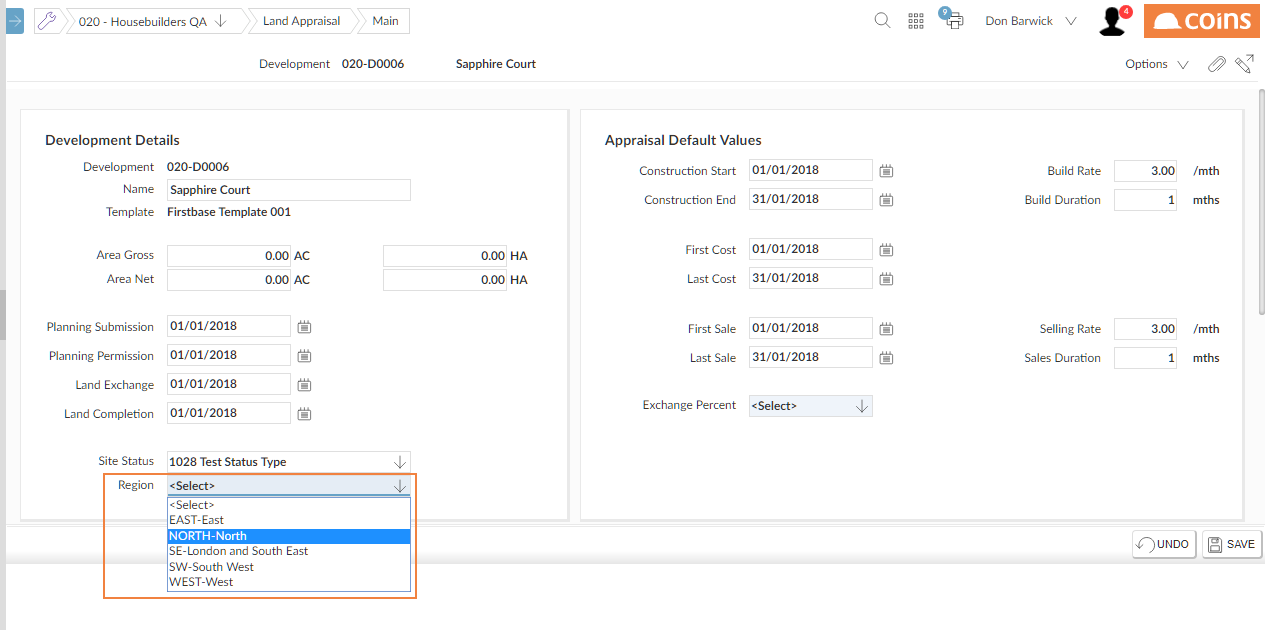 020 - Housebuilders QA
Land Appraisal
Main
9
Don Barwick
4
coins
Development 020-D0006 Sapphire Court
Options
Development Details
Development 020-D0006
Name Sapphire Court
Template Firstbase Template 001
Area Gross 0.00 AC 0.00 HA
Area Net 0.00 AC 0.00 HA
Planning Submission 01/01/2018
Planning Permission 01/01/2018
Land Exchange 01/01/2018
Land Completion 01/01/2018
Site Status 1028 Test Status Type
Region <Select>
<Select>
EAST-East
NORTH-North
SE-London and South East
SW-South West
WEST-West
Appraisal Default Values
Construction Start 01/01/2018 Build Rate 3.00 /mth
Construction End 31/01/2018 Build Duration 1 mths
First Cost 01/01/2018
Last Cost 31/01/2018
First Sale 01/01/2018 Selling Rate 3.00 /mth
Last Sale 31/01/2018 Sales Duration 1 mths
Exchange Percent <Select>
UNDO
SAVE